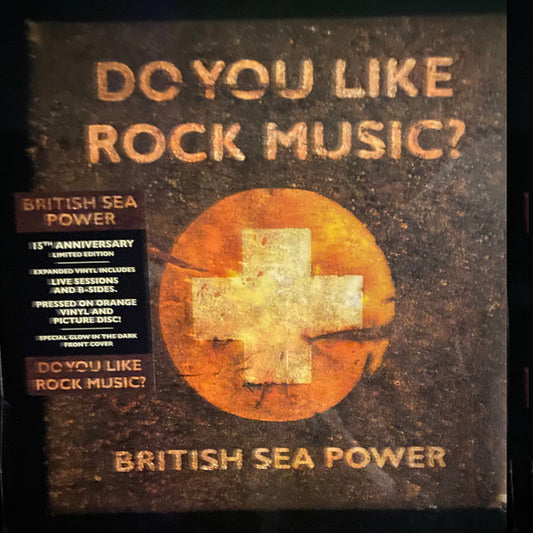 DO YOU LIKE
ROCK MUSIC?
BRITISH SEA
POWER
15TH ANNIVERSARY
LIMITED EDITION
EXPANDED VINYL INCLUDES
LIVE SESSIONS
AND B-SIDES.
PRESSED ON ORANGE
VINYL AND
PICTURE DISC!
SPECIAL GLOW IN THE DARK
FRONT COVER
DO YOU LIKE
ROCK MUSIC?
BRITISH SEA POWER